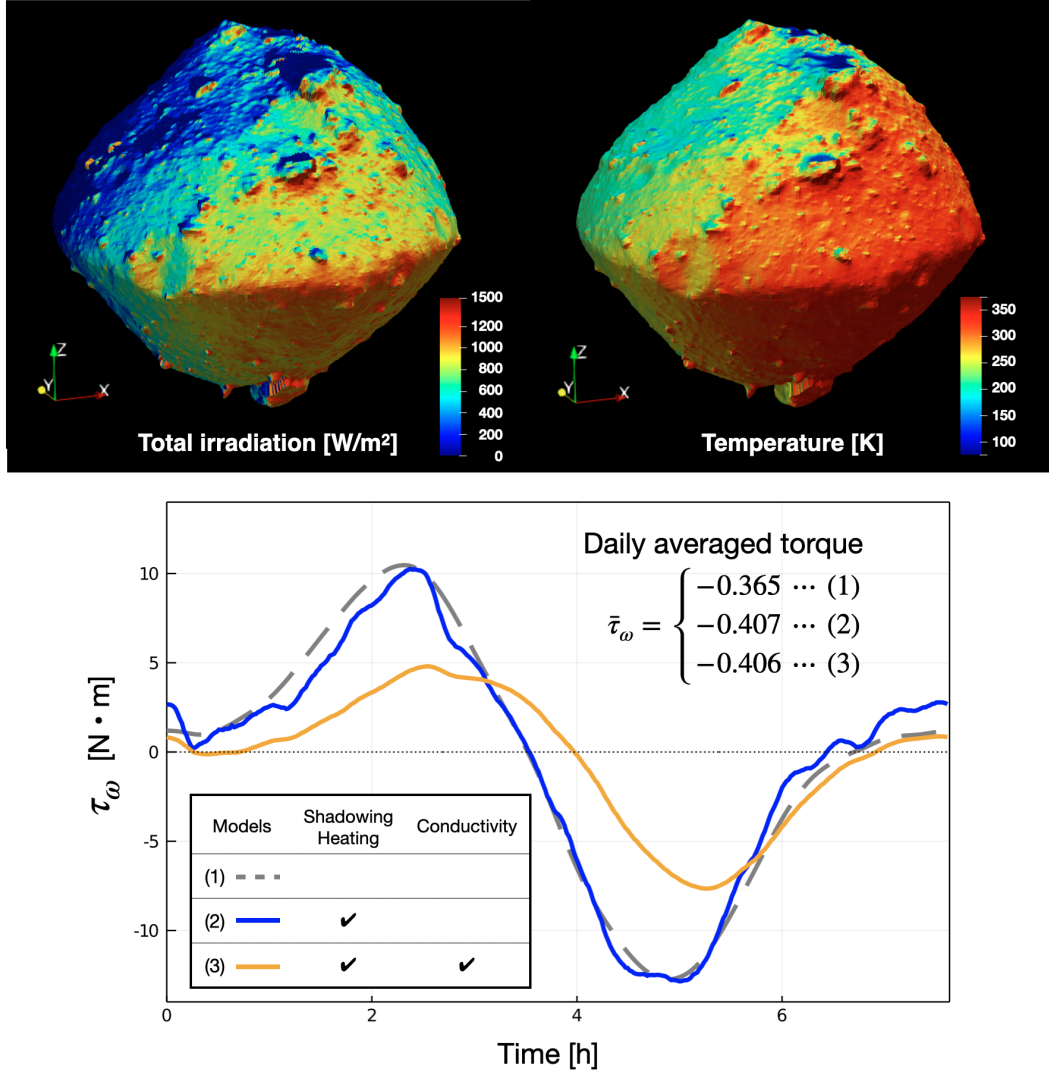 1500
1200
1000
800
600
400
200
0
Z
Y
X
Total irradiation [W/m²]
350
300
250
200
150
100
Z
Y
X
Temperature [K]
Daily averaged torque
τ̄_ω = { −0.365 ⋯ (1)
−0.407 ⋯ (2)
−0.406 ⋯ (3)
10
5
0
-5
-10
τ_ω [N・m]
Models Shadowing Heating Conductivity
(1)
(2) ✔
(3) ✔ ✔
0 2 4 6
Time [h]